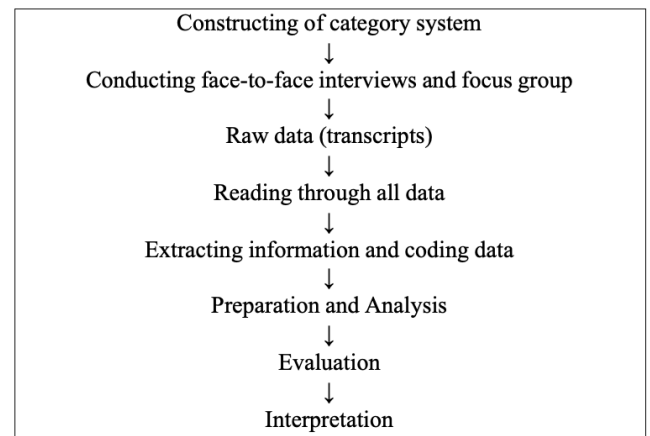 Constructing of category system
↓
Conducting face-to-face interviews and focus group
↓
Raw data (transcripts)
↓
Reading through all data
↓
Extracting information and coding data
↓
Preparation and Analysis
↓
Evaluation
↓
Interpretation